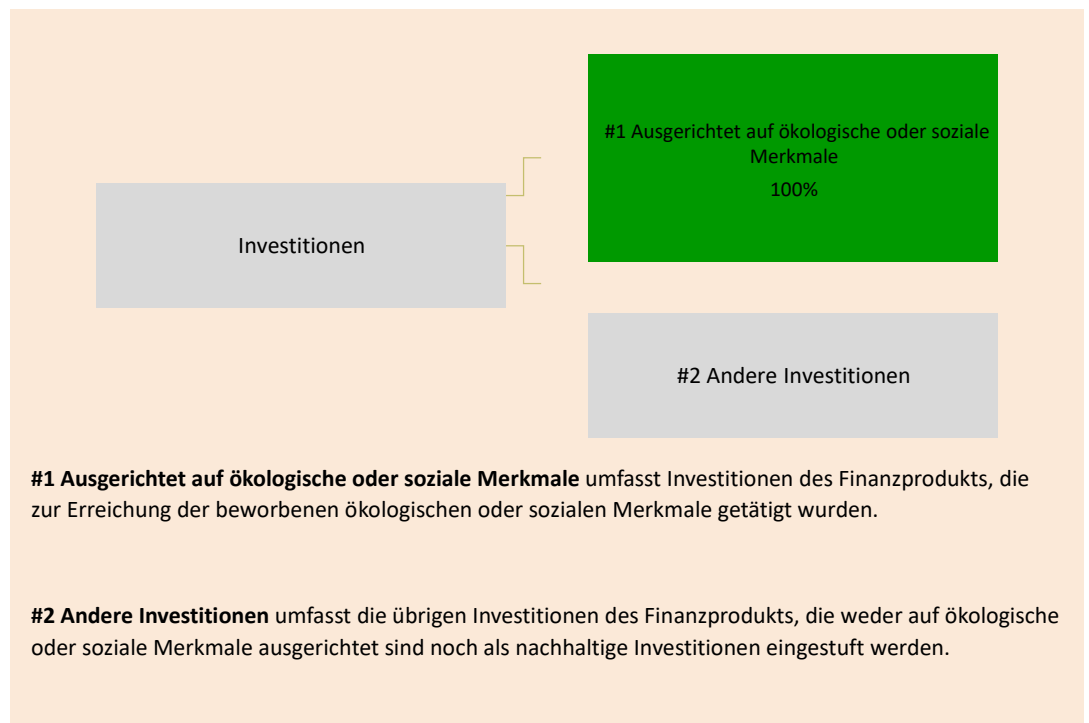 #1 Ausgerichtet auf ökologische oder soziale
Merkmale
100%
Investitionen
#2 Andere Investitionen
#1 Ausgerichtet auf ökologische oder soziale Merkmale umfasst Investitionen des Finanzprodukts, die
zur Erreichung der beworbenen ökologischen oder sozialen Merkmale getätigt wurden.
#2 Andere Investitionen umfasst die übrigen Investitionen des Finanzprodukts, die weder auf ökologische
oder soziale Merkmale ausgerichtet sind noch als nachhaltige Investitionen eingestuft werden.